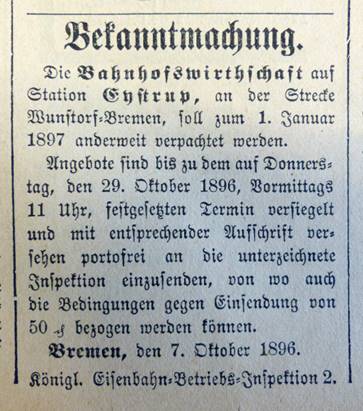 Bekanntmachung.
Die Bahnhofswirthschaft auf
Station Eystrup, an der Strecke
Wunstorf-Bremen, soll zum 1. Januar
1897 anderweit verpachtet werden.
Angebote sind bis zu dem auf Donners-
tag, den 29. Oktober 1896, Vormittags
11 Uhr, festgesetzten Termin versiegelt
und mit entsprechender Aufschrift ver-
sehen portofrei an die unterzeichnete
Inspektion einzusenden, von wo auch
die Bedingungen gegen Einsendung von
50 ₰ bezogen werden können.
Bremen, den 7. Oktober 1896.
Königl. Eisenbahn-Betriebs-Inspektion 2.